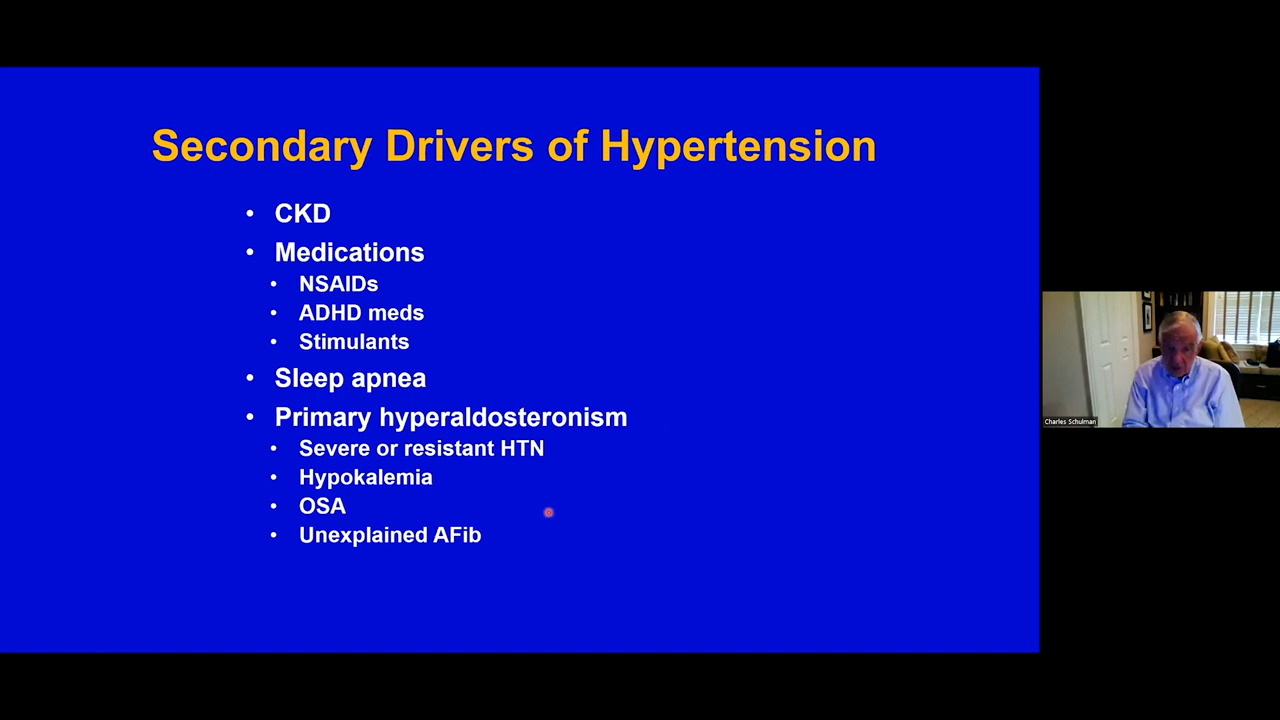 Secondary Drivers of Hypertension
• CKD
• Medications
• NSAIDs
• ADHD meds
• Stimulants
• Sleep apnea
• Primary hyperaldosteronism
• Severe or resistant HTN
• Hypokalemia
• OSA
• Unexplained AFib
Charles Schulman